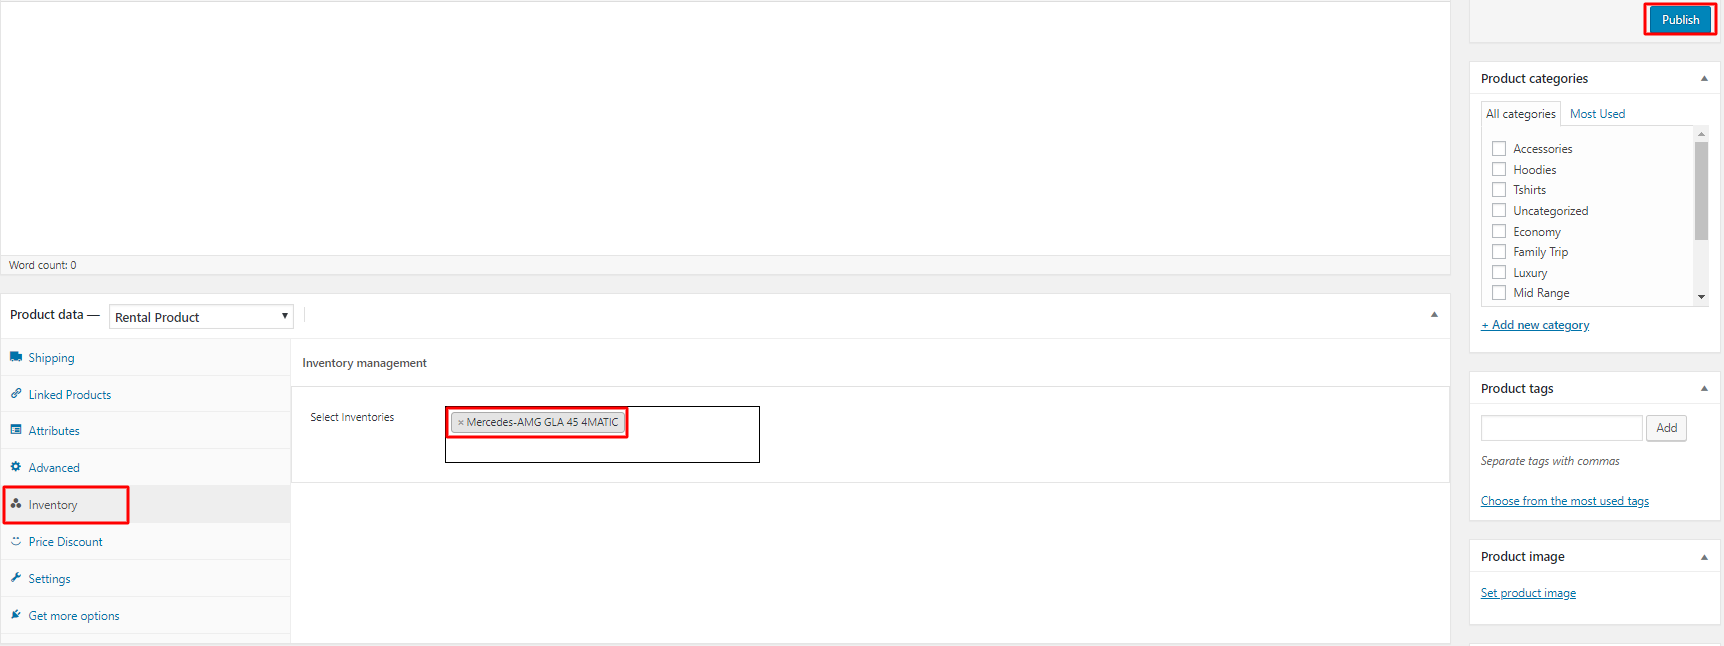 Publish
Product categories
All categories
Most Used
Accessories
Hoodies
Tshirts
Uncategorized
Economy
Family Trip
Luxury
Mid Range
+ Add new category
Word count: 0
Product data —
Rental Product
Shipping
Linked Products
Attributes
Advanced
Inventory
Price Discount
Settings
Get more options
Inventory management
Select Inventories
× Mercedes-AMG GLA 45 4MATIC
Product tags
Add
Separate tags with commas
Choose from the most used tags
Product image
Set product image